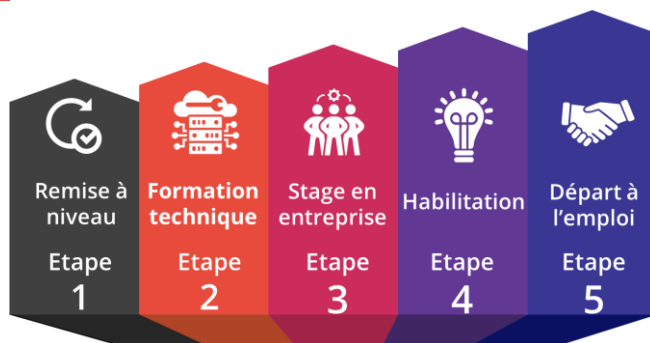 Remise à
niveau
Etape
1
Formation
technique
Etape
2
Stage en
entreprise
Etape
3
Habilitation
Etape
4
Départ à
l'emploi
Etape
5